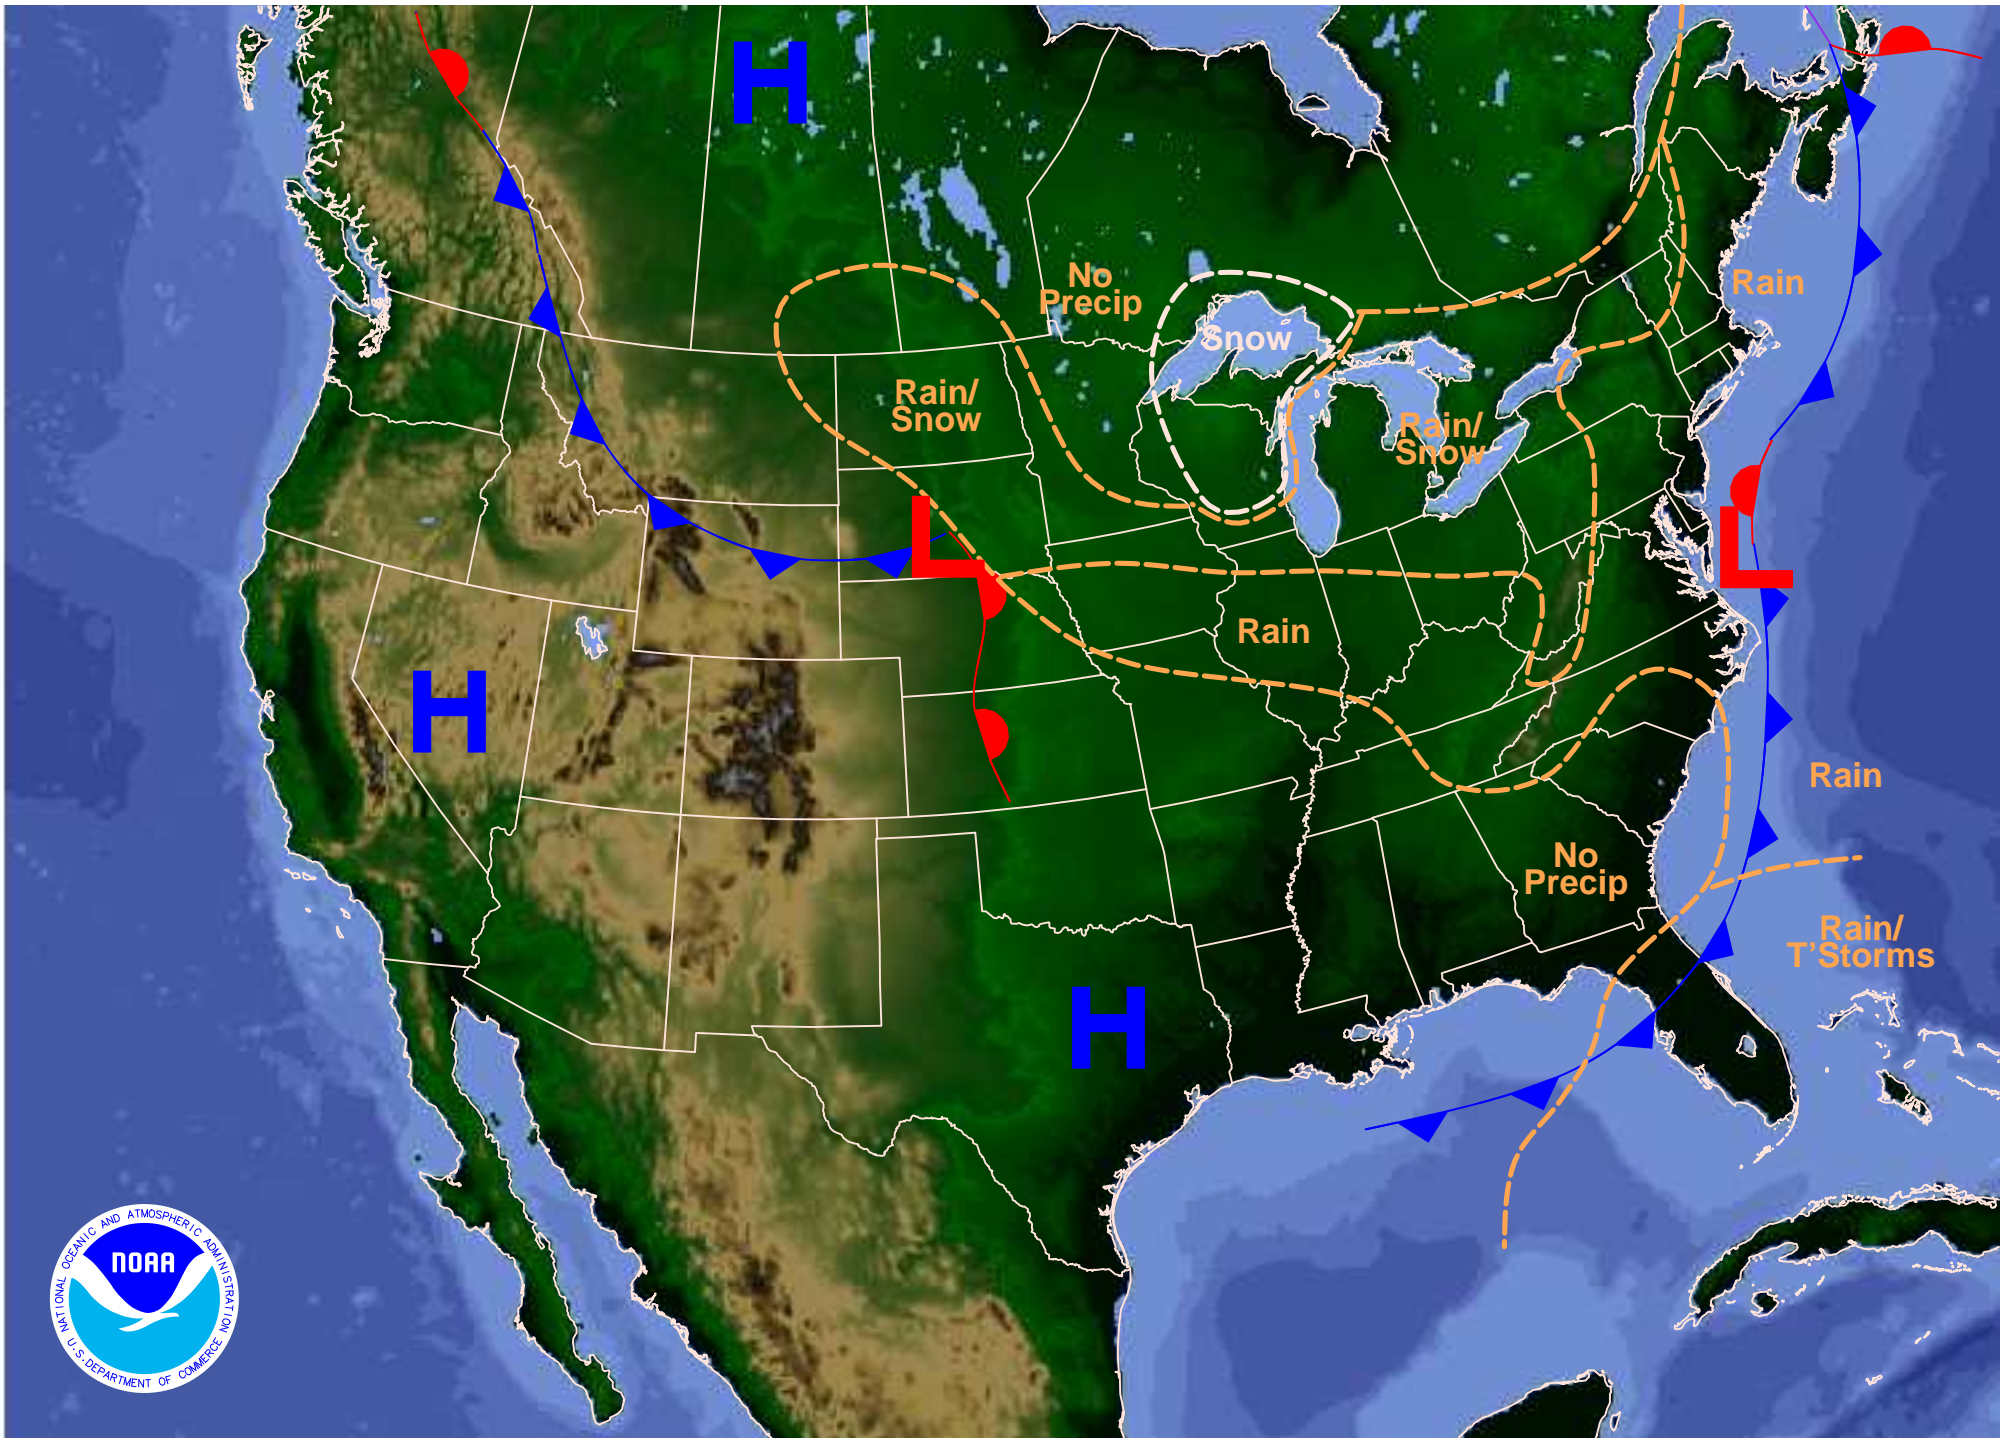 H
No
Precip
Rain
Snow
Rain/
Snow
Rain/
Snow
L
L
Rain
H
Rain
No
Precip
Rain/
T'Storms
H
NATIONAL OCEANIC AND ATMOSPHERIC ADMINISTRATION
NOAA
U.S. DEPARTMENT OF COMMERCE